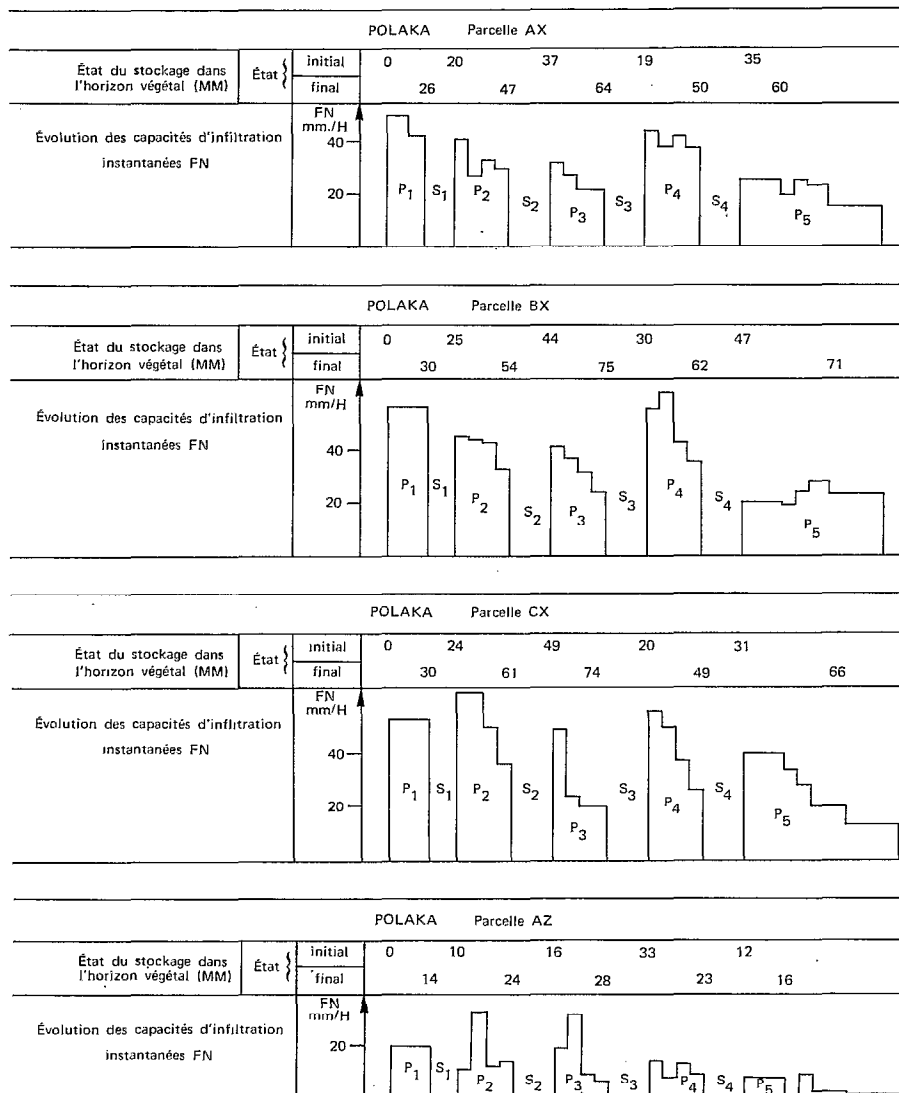 POLAKA Parcelle AX
État du stockage dans l'horizon végétal (MM)
État { initial 0 20 37 19 35
final 26 47 64 50 60
Évolution des capacités d'infiltration instantanées FN
FN mm./H
40
20
P1 S1 P2 S2 P3 S3 P4 S4 P5
POLAKA Parcelle BX
État du stockage dans l'horizon végétal (MM)
État { initial 0 25 44 30 47
final 30 54 75 62 71
Évolution des capacités d'infiltration instantanées FN
FN mm/H
40
20
P1 S1 P2 S2 P3 S3 P4 S4 P5
POLAKA Parcelle CX
État du stockage dans l'horizon végétal (MM)
État { initial 0 24 49 20 31
final 30 61 74 49 66
Évolution des capacités d'infiltration instantanées FN
FN mm/H
40
20
P1 S1 P2 S2 P3 S3 P4 S4 P5
POLAKA Parcelle AZ
État du stockage dans l'horizon végétal (MM)
État { initial 0 10 16 33 12
final 14 24 28 23 16
Évolution des capacités d'infiltration instantanées FN
FN mm/H
20
P1 S1 P2 S2 P3 S3 P4 S4 P5